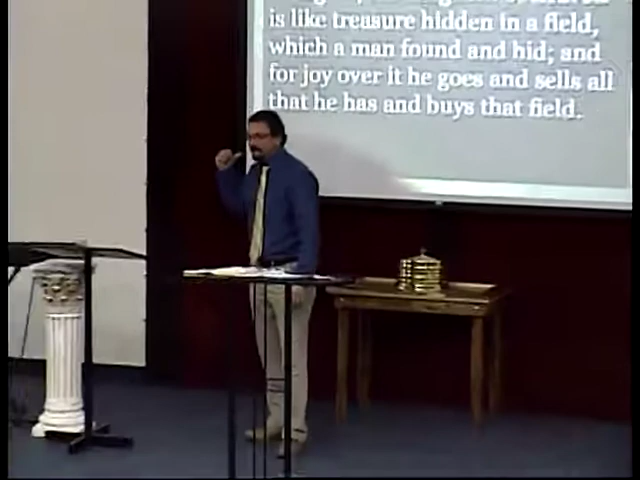 is like treasure hidden in a field,
which a man found and hid; and
for joy over it he goes and sells all
that he has and buys that field.